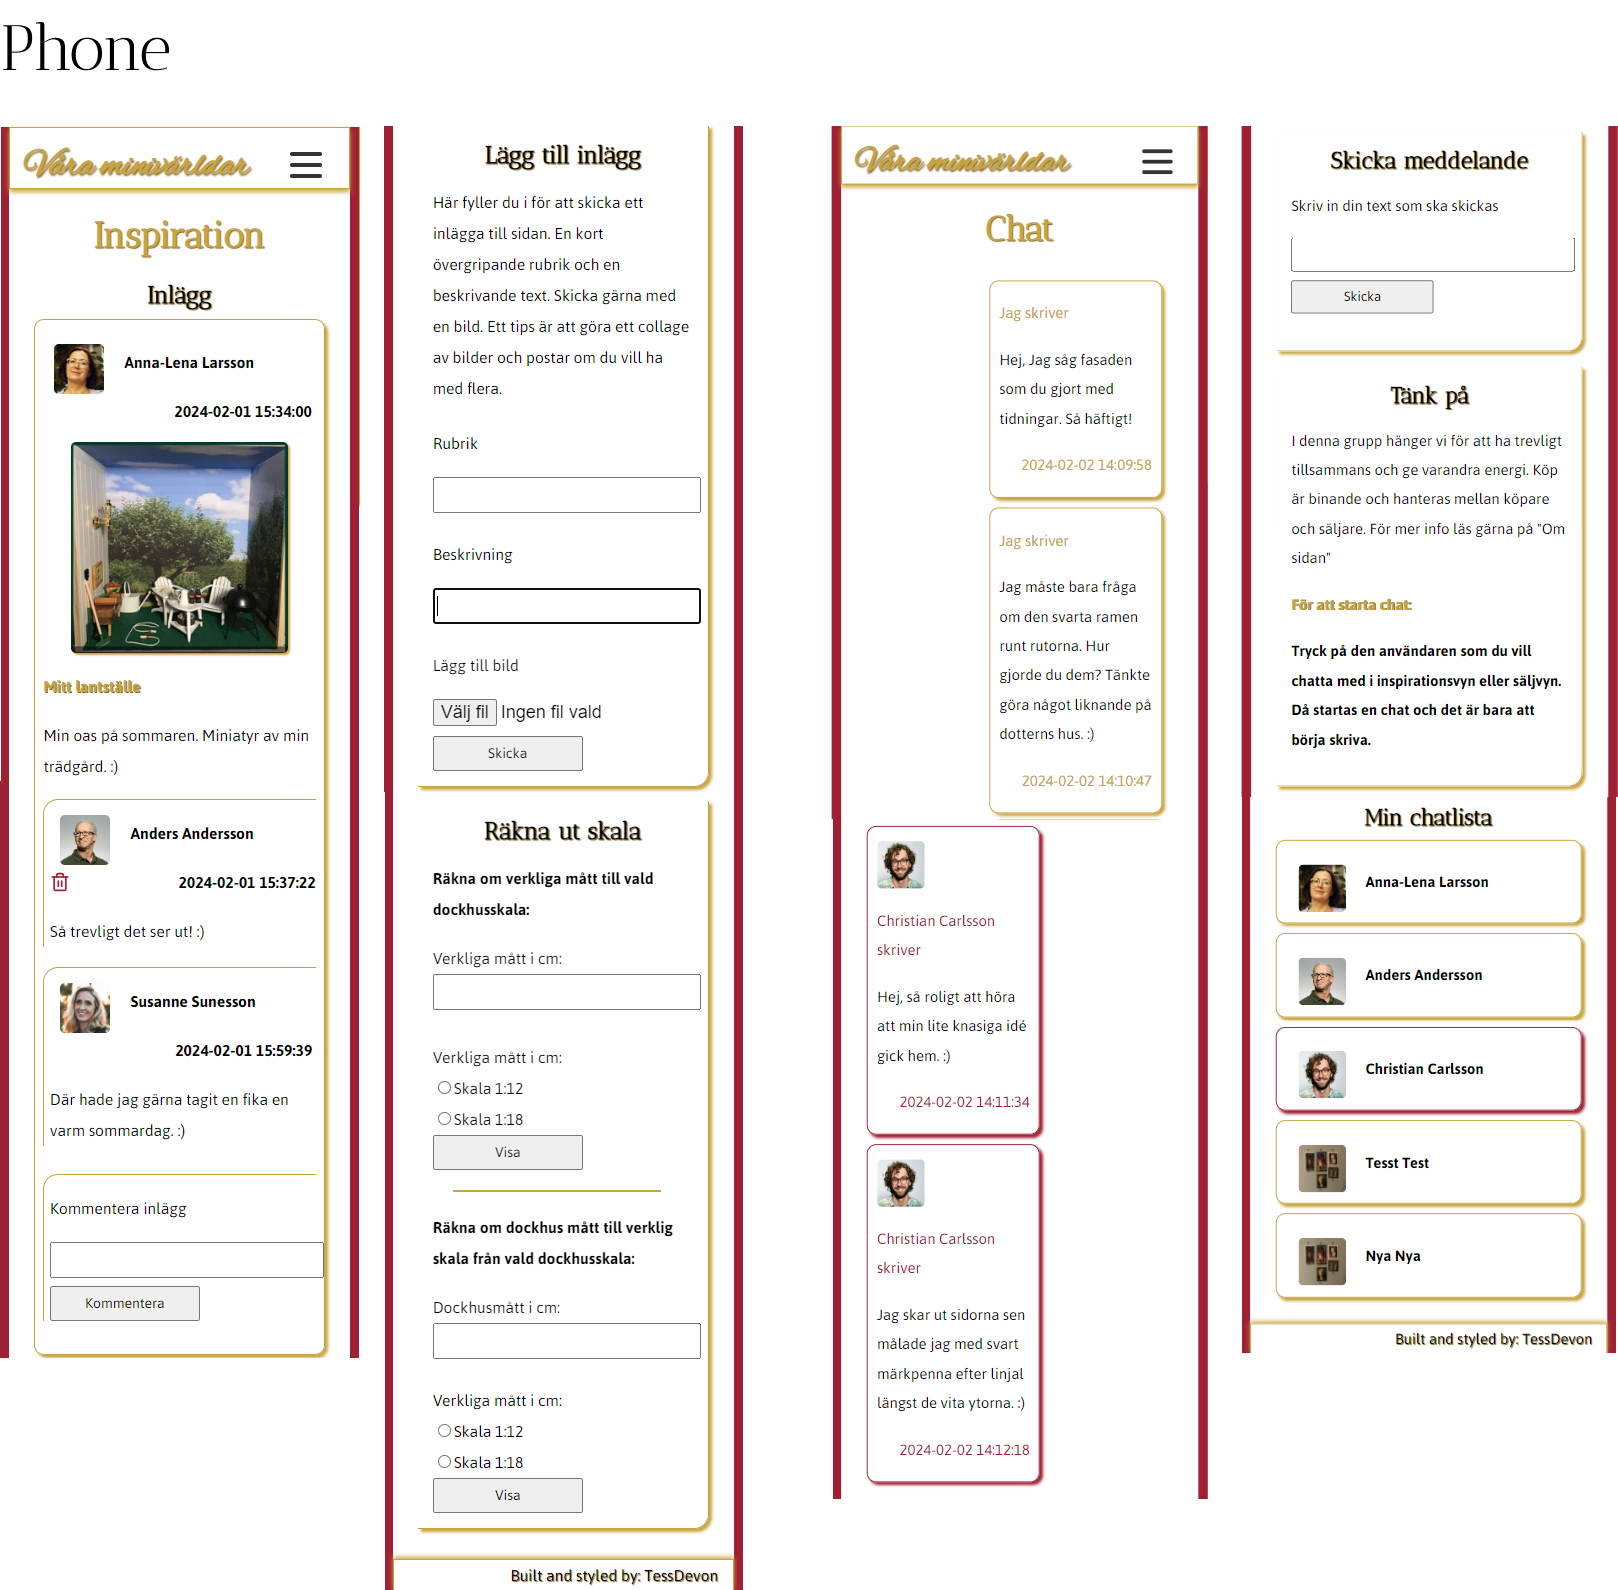 Phone
Våra minivärldar
Inspiration
Inlägg
Anna-Lena Larsson
2024-02-01 15:34:00
Mitt lantställe
Min oas på sommaren. Miniatyr av min
trädgård. :)
Anders Andersson
2024-02-01 15:37:22
Så trevligt det ser ut! :)
Susanne Sunesson
2024-02-01 15:59:39
Där hade jag gärna tagit en fika en
varm sommardag. :)
Kommentera inlägg
Kommentera
Lägg till inlägg
Här fyller du i för att skicka ett
inlägga till sidan. En kort
övergripande rubrik och en
beskrivande text. Skicka gärna med
en bild. Ett tips är att göra ett collage
av bilder och postar om du vill ha
med flera.
Rubrik
Beskrivning
Lägg till bild
Välj fil Ingen fil vald
Skicka
Räkna ut skala
Räkna om verkliga mått till vald
dockhusskala:
Verkliga mått i cm:
Verkliga mått i cm:
Skala 1:12
Skala 1:18
Visa
Räkna om dockhus mått till verklig
skala från vald dockhusskala:
Dockhusmått i cm:
Verkliga mått i cm:
Skala 1:12
Skala 1:18
Visa
Built and styled by: TessDevon
Våra minivärldar
Chat
Jag skriver
Hej, Jag såg fasaden
som du gjort med
tidningar. Så häftigt!
2024-02-02 14:09:58
Jag skriver
Jag måste bara fråga
om den svarta ramen
runt rutorna. Hur
gjorde du dem? Tänkte
göra något liknande på
dotterns hus. :)
2024-02-02 14:10:47
Christian Carlsson
skriver
Hej, så roligt att höra
att min lite knasiga idé
gick hem. :)
2024-02-02 14:11:34
Christian Carlsson
skriver
Jag skar ut sidorna sen
målade jag med svart
märkpenna efter linjal
längst de vita ytorna. :)
2024-02-02 14:12:18
Skicka meddelande
Skriv in din text som ska skickas
Skicka
Tänk på
I denna grupp hänger vi för att ha trevligt
tillsammans och ge varandra energi. Köp
är binande och hanteras mellan köpare
och säljare. För mer info läs gärna på "Om
sidan"
För att starta chat:
Tryck på den användaren som du vill
chatta med i inspirationsvyn eller säljvyn.
Då startas en chat och det är bara att
börja skriva.
Min chatlista
Anna-Lena Larsson
Anders Andersson
Christian Carlsson
Tesst Test
Nya Nya
Built and styled by: TessDevon